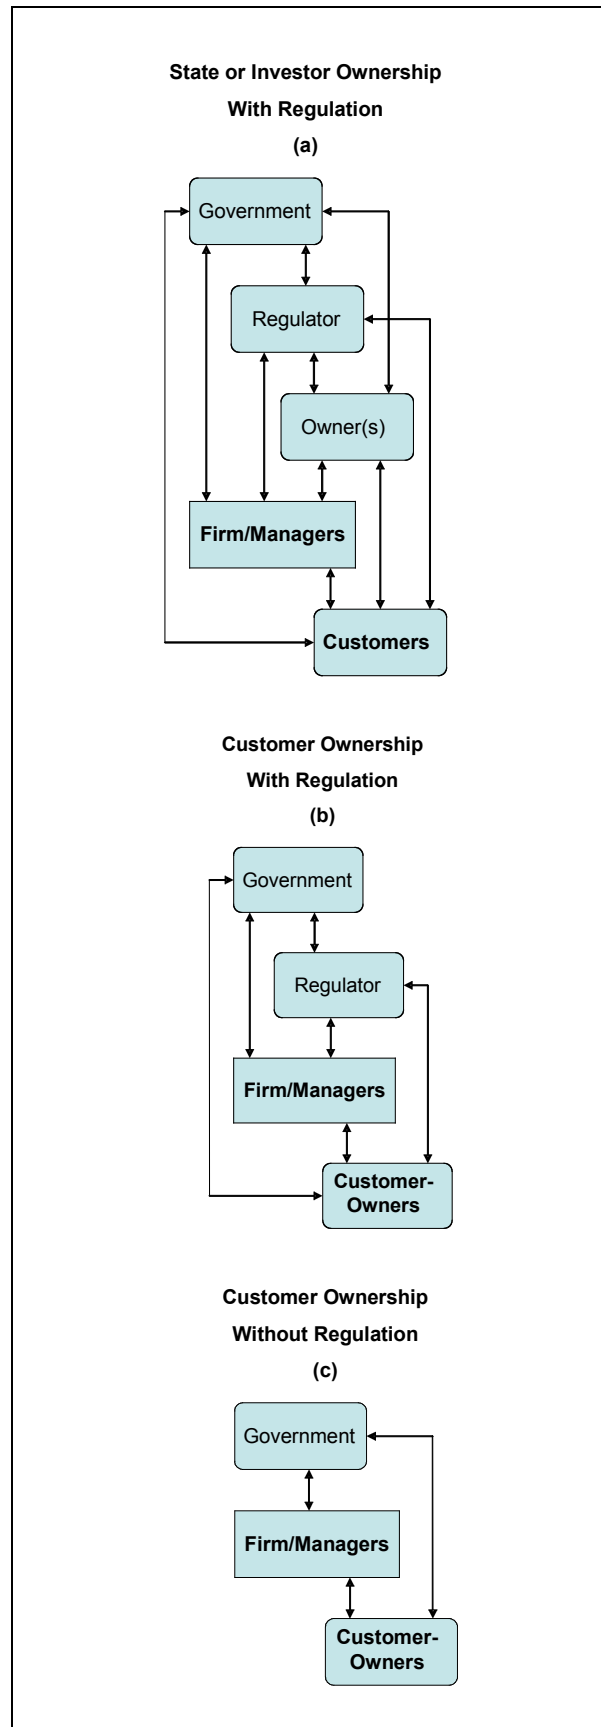 State or Investor Ownership
With Regulation
(a)
Government
Regulator
Owner(s)
Firm/Managers
Customers
Customer Ownership
With Regulation
(b)
Government
Regulator
Firm/Managers
Customer-
Owners
Customer Ownership
Without Regulation
(c)
Government
Firm/Managers
Customer-
Owners